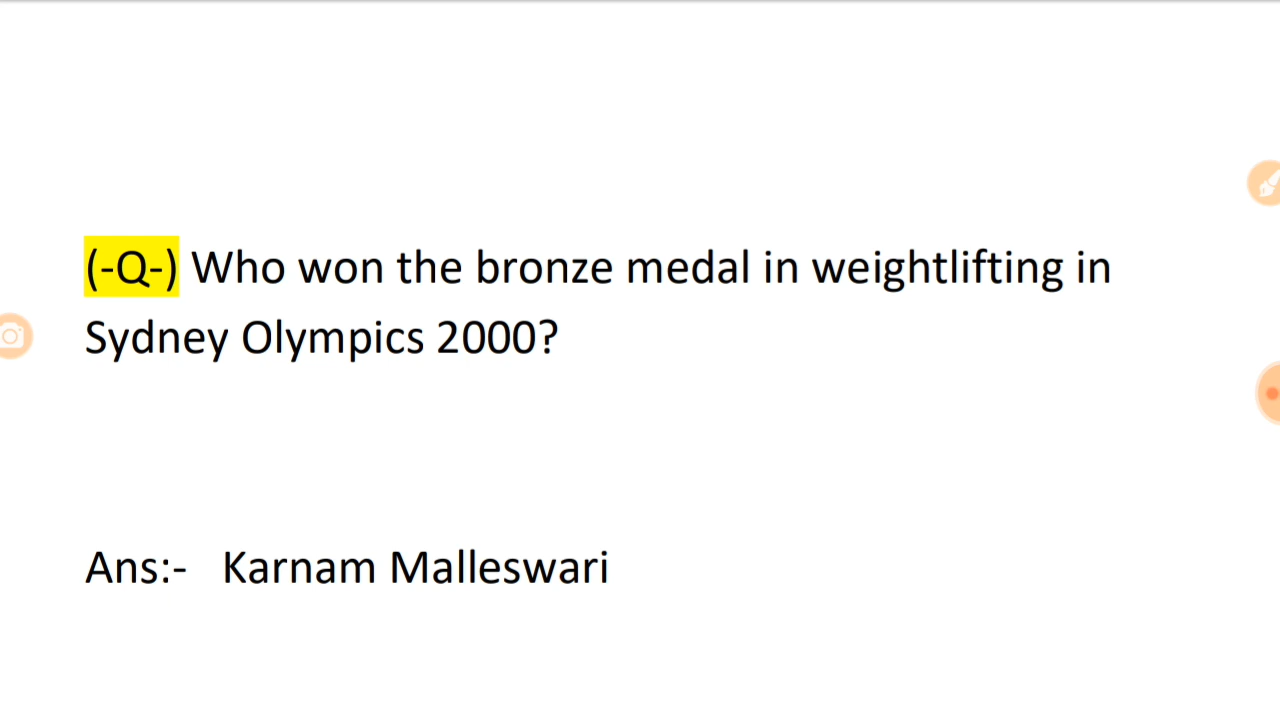 (-Q-) Who won the bronze medal in weightlifting in
Sydney Olympics 2000?
Ans:- Karnam Malleswari